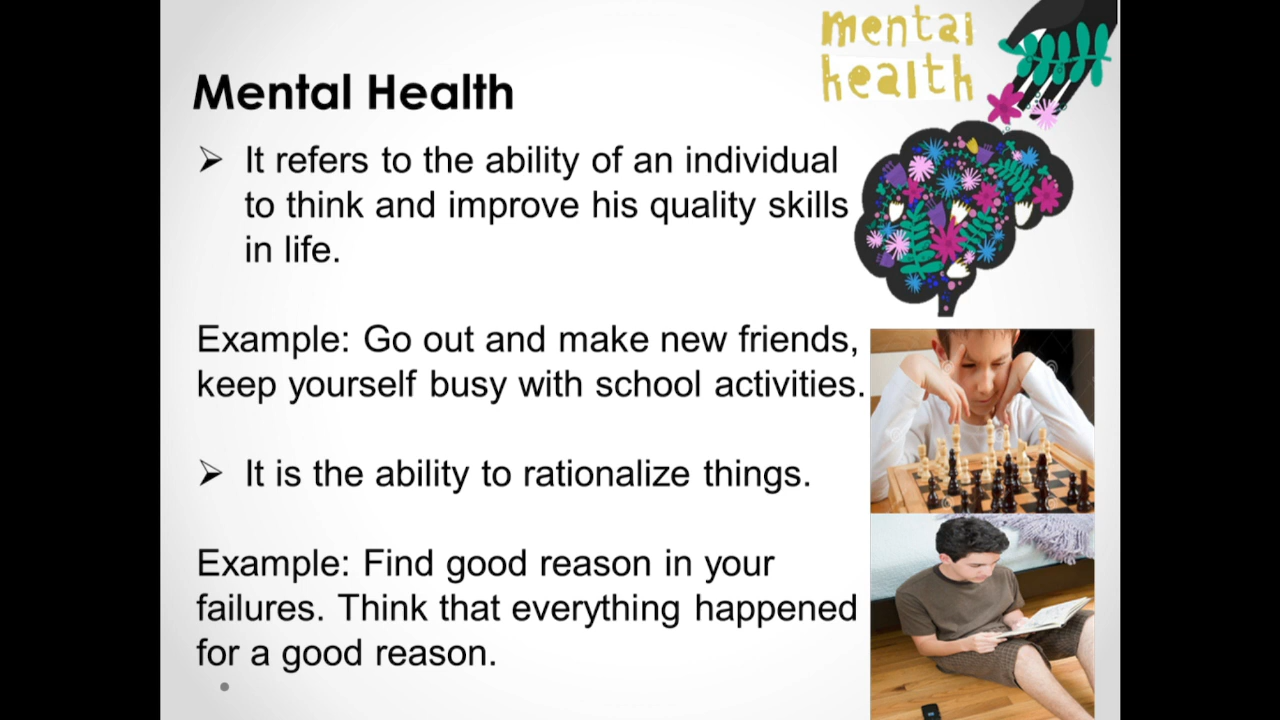 mental
health
Mental Health
➢ It refers to the ability of an individual
to think and improve his quality skills
in life.
Example: Go out and make new friends,
keep yourself busy with school activities.
➢ It is the ability to rationalize things.
Example: Find good reason in your
failures. Think that everything happened
for a good reason.